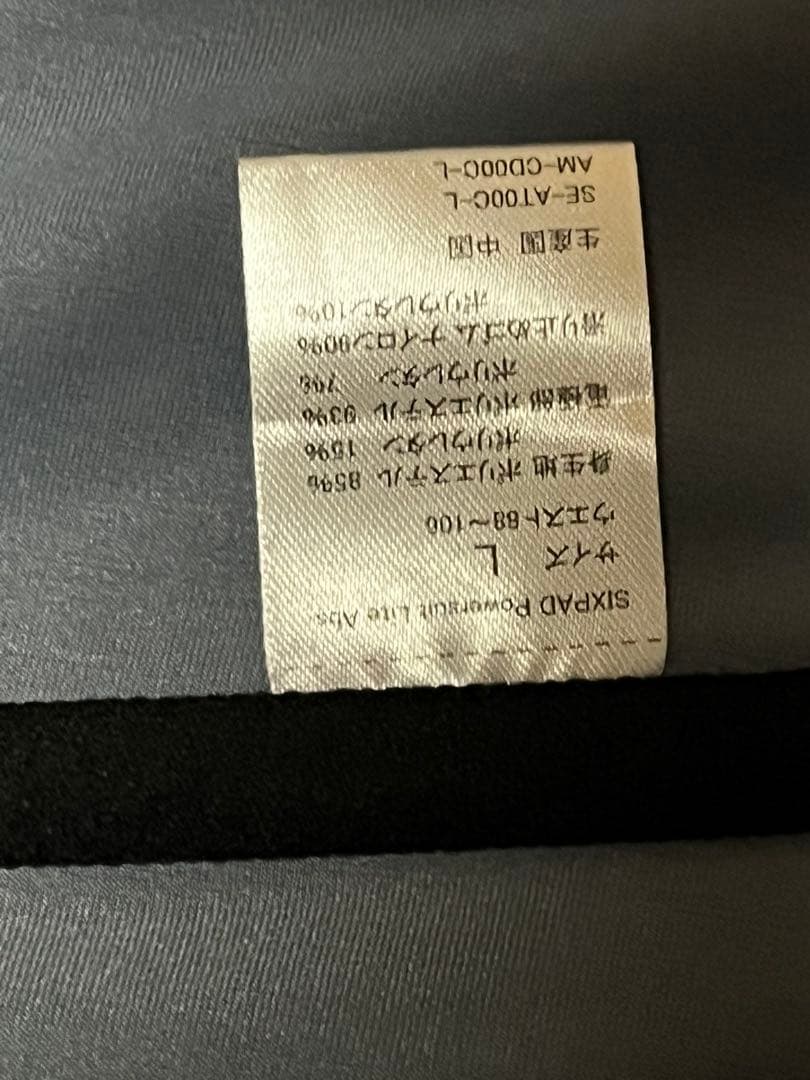 SIXPAD Powersuit Lite Abs
サイズ L
ウエスト88～100
身生地 ポリエステル 85%
ポリウレタン 15%
電極部 ポリエステル 93%
ポリウレタン 7%
滑り止めゴム ナイロン90%
ポリウレタン10%
生産国 中国
SE-AT00C-L
AM-CD00C-L